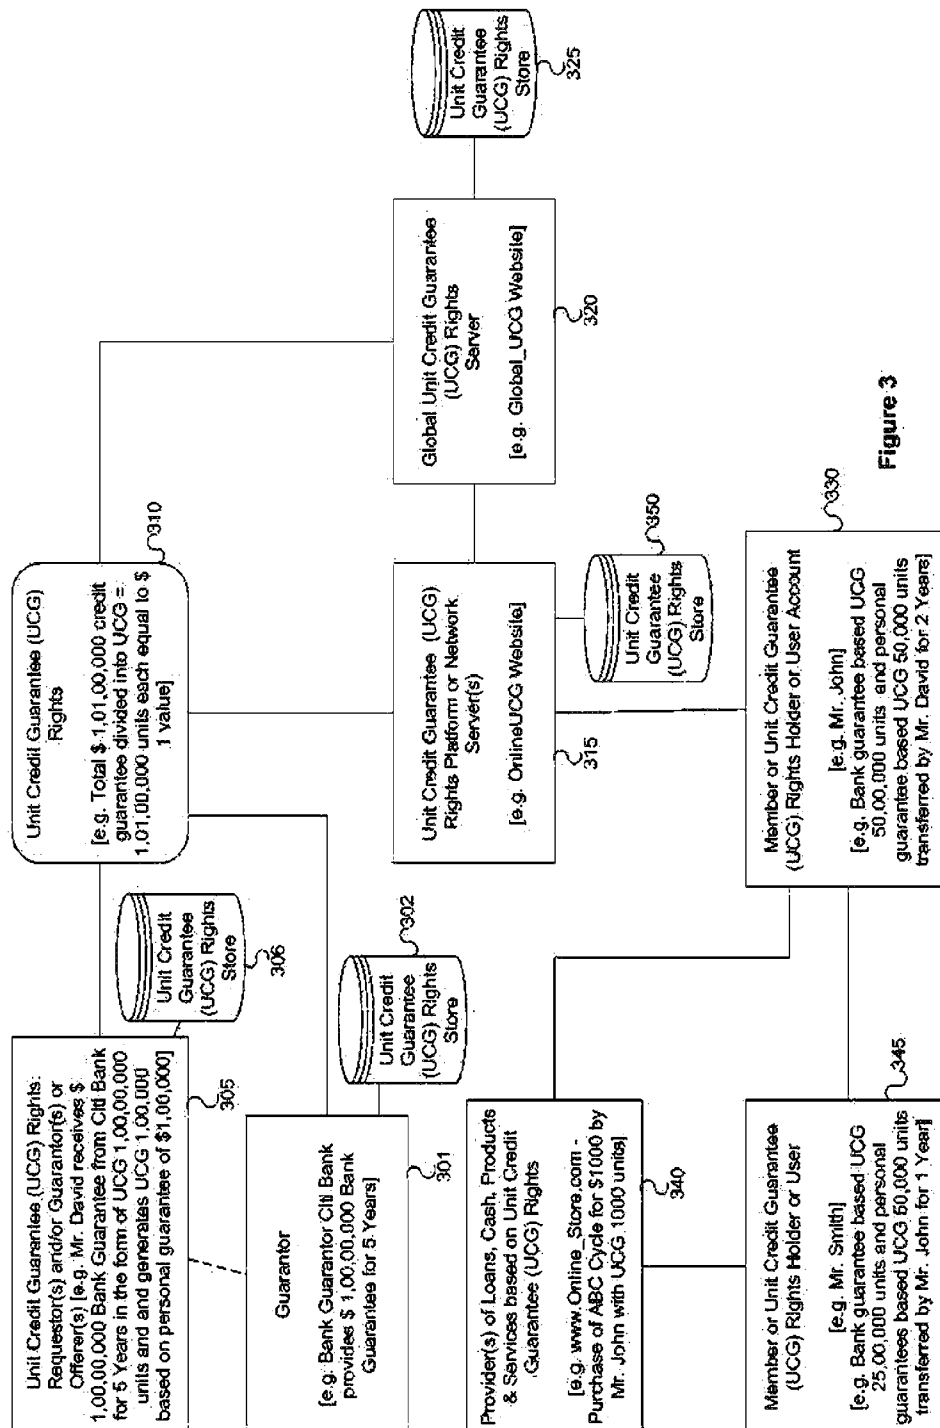 Unit Credit Guarantee (UCG) Rights
Requestor(s) and/or Guarantor(s) or
Offerer(s) [e.g. Mr. David receives $
1,00,00,000 Bank Guarantee from Citi Bank
for 5 Years in the form of UCG 1,00,00,000
units and and generates UCG 1,00,000
based on personal guarantee of $1,00,000]
305
Unit Credit
Guarantee
(UCG) Rights
Store
306
Unit Credit Guarantee (UCG)
Rights
[e.g. Total $ 1,01,00,000 credit
guarantee divided into UCG =
1,01,00,000 units each equal to $
1 value]
310
Guarantor
[e.g. Bank Guarantor Citi Bank
provides $ 1,00,00,000 Bank
Guarantee for 5 Years]
301
Unit Credit
Guarantee
(UCG) Rights
Store
302
Unit Credit Guarantee (UCG)
Rights Platform or Network
Server(s)
[e.g. OnlineUCG Website]
315
Global Unit Credit Guarantee
(UCG) Rights
Server
[e.g. Global_UCG Website]
320
Unit Credit
Guarantee
(UCG) Rights
Store
325
Provider(s) of Loans, Cash, Products
& Services based on Unit Credit
Guarantee (UCG) Rights
[e.g. www.Online_Store.com -
Purchase of ABC Cycle for $1000 by
Mr. John with UCG 1000 units]
340
Unit Credit
Guarantee
(UCG) Rights
Store
350
Member or Unit Credit Guarantee
(UCG) Rights Holder or User
[e.g. Mr. Smith]
[e.g. Bank guarantee based UCG
25,00,000 units and personal
guarantees based UCG 50,000 units
transferred by Mr. John for 1 Year]
345
Member or Unit Credit Guarantee
(UCG) Rights Holder or User Account
[e.g. Mr. John]
[e.g. Bank guarantee based UCG
50,00,000 units and personal
guarantee based UCG 50,000 units
transferred by Mr. David for 2 Years]
330
Figure 3